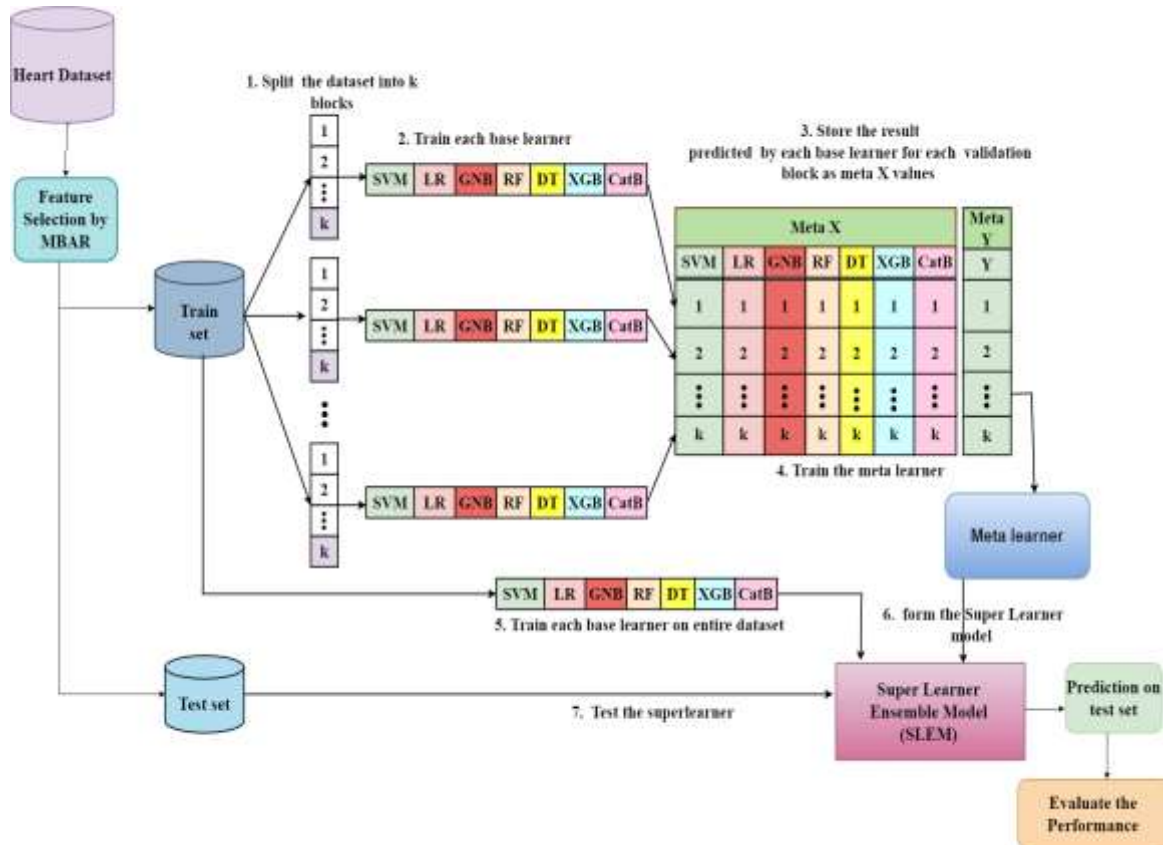 Heart Dataset
Feature
Selection by
MBAR
1. Split the dataset into k
blocks
1
2
⋮
k
1
2
⋮
k
⋮
1
2
⋮
k
2. Train each base learner
SVM LR GNB RF DT XGB CatB
SVM LR GNB RF DT XGB CatB
SVM LR GNB RF DT XGB CatB
3. Store the result
predicted by each base learner for each validation
block as meta X values
Meta X
SVM LR GNB RF DT XGB CatB
1 1 1 1 1 1 1
2 2 2 2 2 2 2
⋮ ⋮ ⋮ ⋮ ⋮ ⋮ ⋮
k k k k k k k
Meta
Y
Y
1
2
⋮
k
4. Train the meta learner
Train
set
Meta learner
SVM LR GNB RF DT XGB CatB
5. Train each base learner on entire dataset
6. form the Super Learner
model
Test set
7. Test the superlearner
Super Learner
Ensemble Model
(SLEM)
Prediction on
test set
Evaluate the
Performance